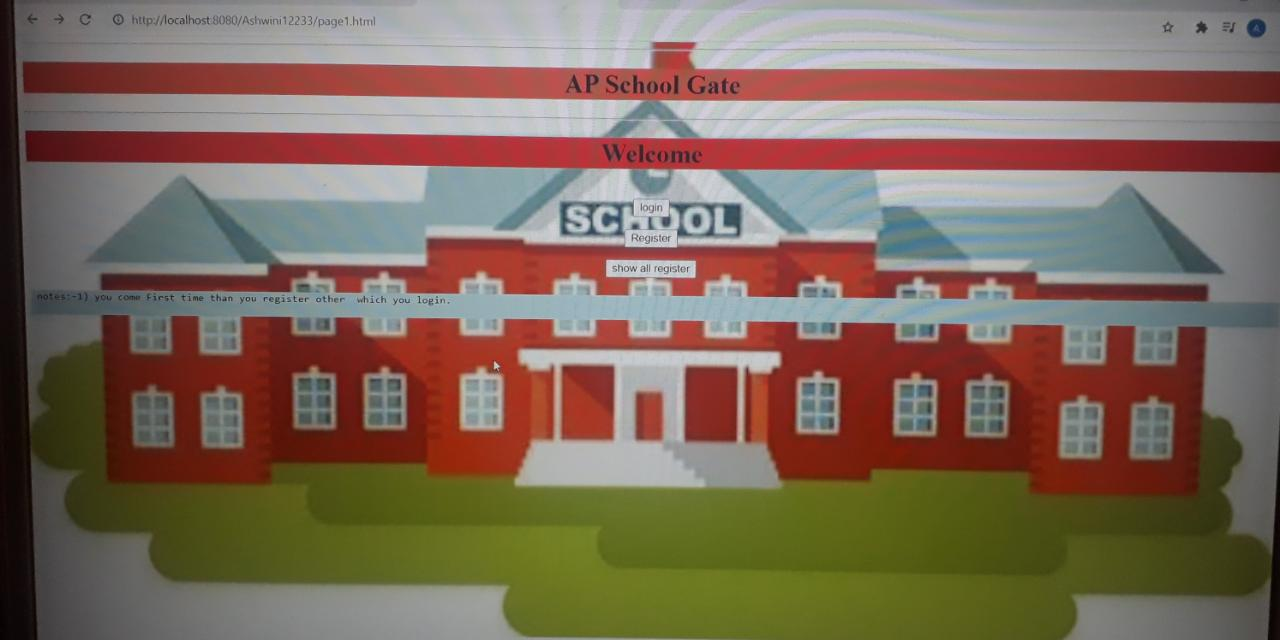 http://localhost:8080/Ashwini12233/page1.html
A
AP School Gate
Welcome
login
SCHOOL
Register
show all register
notes:-1) you come First time than you register other which you login.